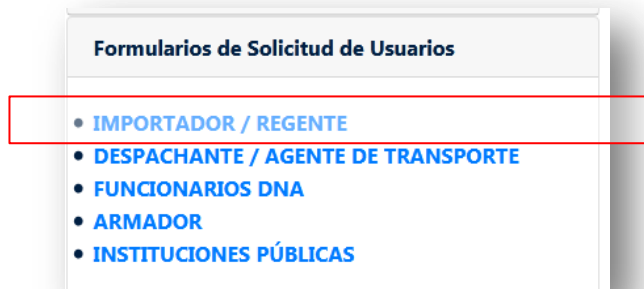 Formularios de Solicitud de Usuarios
IMPORTADOR / REGENTE
DESPACHANTE / AGENTE DE TRANSPORTE
FUNCIONARIOS DNA
ARMADOR
INSTITUCIONES PÚBLICAS